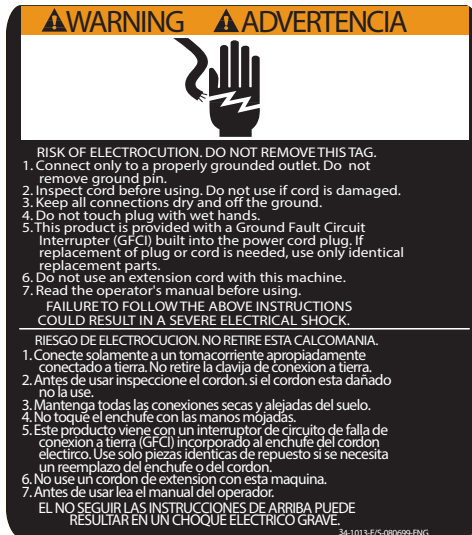 WARNING ADVERTENCIA
RISK OF ELECTROCUTION. DO NOT REMOVE THIS TAG.
1. Connect only to a properly grounded outlet. Do not
remove ground pin.
2. Inspect cord before using. Do not use if cord is damaged.
3. Keep all connections dry and off the ground.
4. Do not touch plug with wet hands.
5. This product is provided with a Ground Fault Circuit
Interrupter (GFCI) built into the power cord plug. If
replacement of plug or cord is needed, use only identical
replacement parts.
6. Do not use an extension cord with this machine.
7. Read the operator's manual before using.
FAILURE TO FOLLOW THE ABOVE INSTRUCTIONS
COULD RESULT IN A SEVERE ELECTRICAL SHOCK.
RIESGO DE ELECTROCUCION. NO RETIRE ESTA CALCOMANIA.
1. Conecte solamente a un tomacorriente apropiadamente
conectado a tierra. No retire la clavija de conexion a tierra.
2. Antes de usar inspeccione el cordon. si el cordon esta dañado
no la use.
3. Mantenga todas las conexiones secas y alejadas del suelo.
4. No toque el enchufe con las manos mojadas.
5. Este producto viene con un interruptor de circuito de falla de
conexion a tierra (GFCI) incorporado al enchufe del cordon
electirco. Use solo piezas identicas de repuesto si se necesita
un reemplazo del enchufe o del cordon.
6. No use un cordon de extension con esta maquina.
7. Antes de usar lea el manual del operador.
EL NO SEGUIR LAS INSTRUCCIONES DE ARRIBA PUEDE
RESULTAR EN UN CHOQUE ELECTRICO GRAVE.
34-1013-E/S-080699-ENG